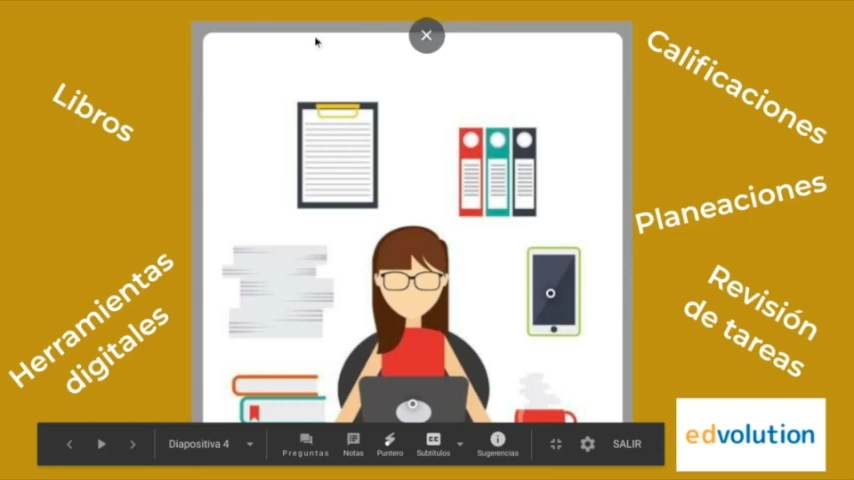 Libros
Calificaciones
Planeaciones
Herramientas
digitales
Revisión
de tareas
Diapositiva 4
Preguntas
Notas
Puntero
Subtítulos
Sugerencias
SALIR
edvolution